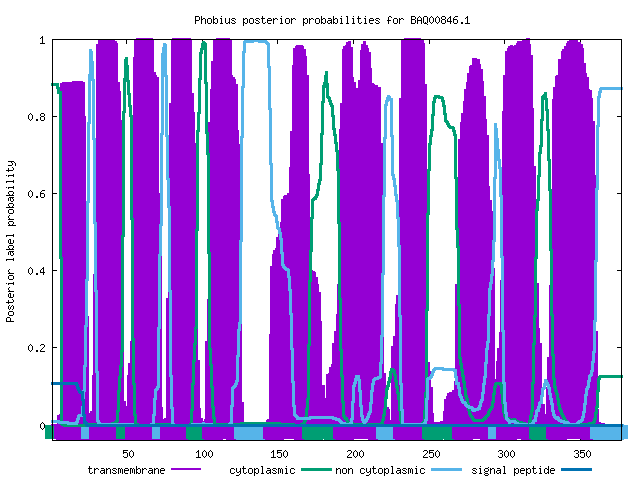 Phobius posterior probabilities for BAQ00846.1
Posterior label probability
1
0.8
0.6
0.4
0.2
0
50 100 150 200 250 300 350
transmembrane cytoplasmic non cytoplasmic signal peptide